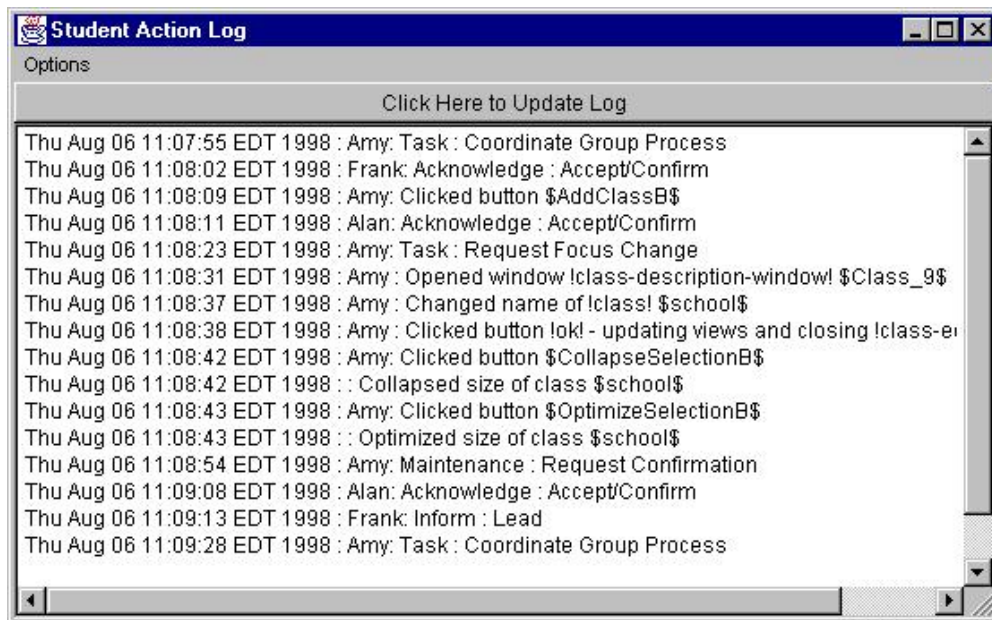 Student Action Log
Options
Click Here to Update Log
Thu Aug 06 11:07:55 EDT 1998 : Amy: Task : Coordinate Group Process
Thu Aug 06 11:08:02 EDT 1998 : Frank: Acknowledge : Accept/Confirm
Thu Aug 06 11:08:09 EDT 1998 : Amy: Clicked button $AddClassB$
Thu Aug 06 11:08:11 EDT 1998 : Alan: Acknowledge : Accept/Confirm
Thu Aug 06 11:08:23 EDT 1998 : Amy: Task : Request Focus Change
Thu Aug 06 11:08:31 EDT 1998 : Amy : Opened window !class-description-window! $Class_9$
Thu Aug 06 11:08:37 EDT 1998 : Amy : Changed name of !class! $school$
Thu Aug 06 11:08:38 EDT 1998 : Amy : Clicked button !ok! - updating views and closing
Thu Aug 06 11:08:42 EDT 1998 : Amy: Clicked button $CollapseSelectionB$
Thu Aug 06 11:08:42 EDT 1998 : : Collapsed size of class $school$
Thu Aug 06 11:08:43 EDT 1998 : Amy: Clicked button $OptimizeSelectionB$
Thu Aug 06 11:08:43 EDT 1998 : : Optimized size of class $school$
Thu Aug 06 11:08:54 EDT 1998 : Amy: Maintenance : Request Confirmation
Thu Aug 06 11:09:08 EDT 1998 : Alan: Acknowledge : Accept/Confirm
Thu Aug 06 11:09:13 EDT 1998 : Frank: Inform : Lead
Thu Aug 06 11:09:28 EDT 1998 : Amy: Task : Coordinate Group Process